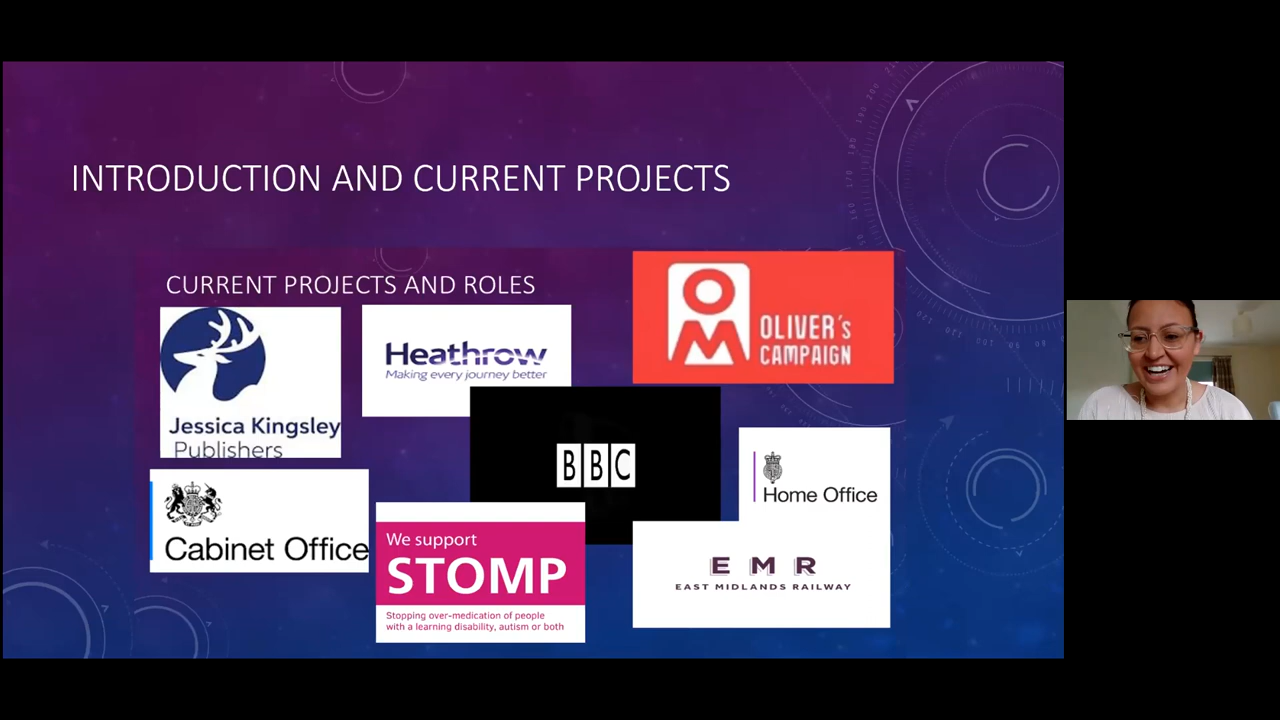 INTRODUCTION AND CURRENT PROJECTS
CURRENT PROJECTS AND ROLES
Jessica Kingsley
Publishers
Heathrow
Making every journey better
OM
OLIVER's
CAMPAIGN
BBC
Home Office
Cabinet Office
We support
STOMP
Stopping over-medication of people
with a learning disability, autism or both
EMR
EAST MIDLANDS RAILWAY